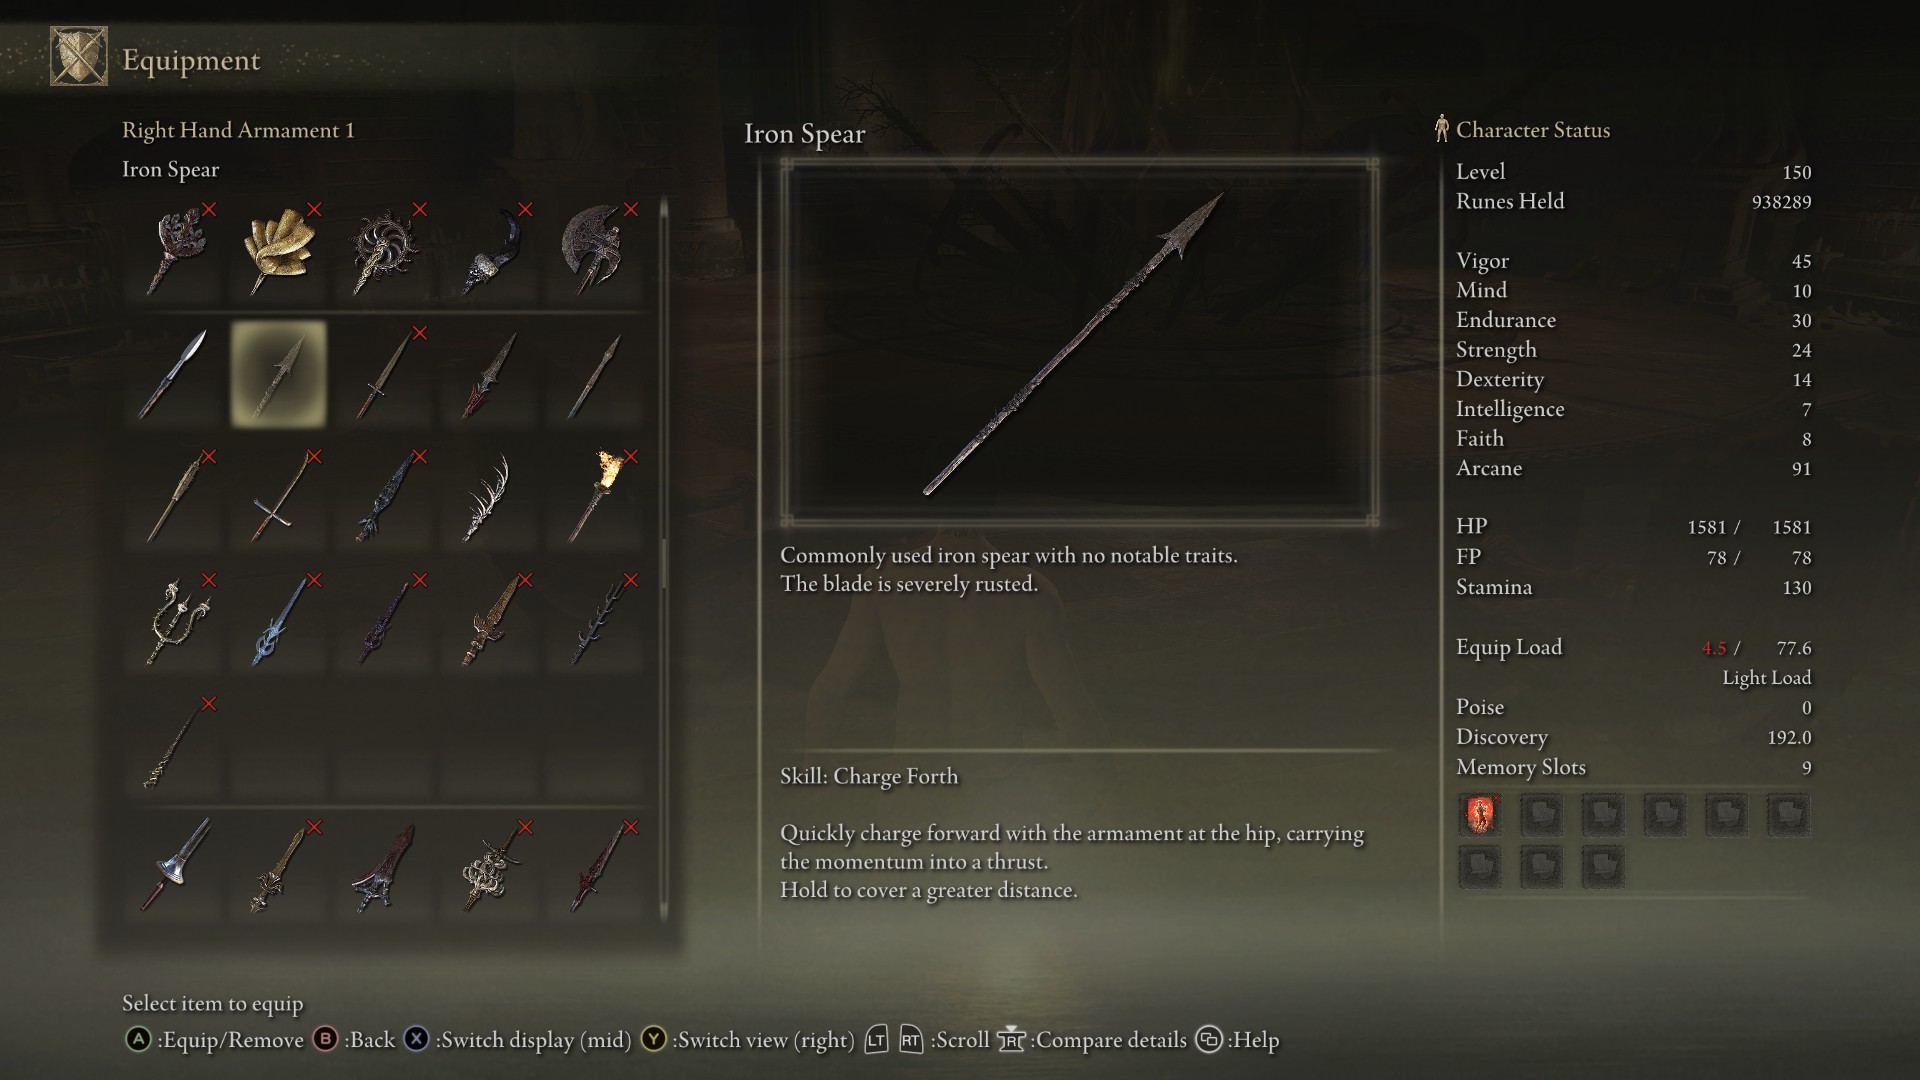 Equipment
Right Hand Armament 1
Iron Spear
Iron Spear
Commonly used iron spear with no notable traits.
The blade is severely rusted.
Skill: Charge Forth
Quickly charge forward with the armament at the hip, carrying
the momentum into a thrust.
Hold to cover a greater distance.
Character Status
Level 150
Runes Held 938289
Vigor 45
Mind 10
Endurance 30
Strength 24
Dexterity 14
Intelligence 7
Faith 8
Arcane 91
HP 1581 / 1581
FP 78 / 78
Stamina 130
Equip Load 4.5 / 77.6
Light Load
Poise 0
Discovery 192.0
Memory Slots 9
Select item to equip
A :Equip/Remove B :Back X :Switch display (mid) Y :Switch view (right) LT RT :Scroll R :Compare details :Help